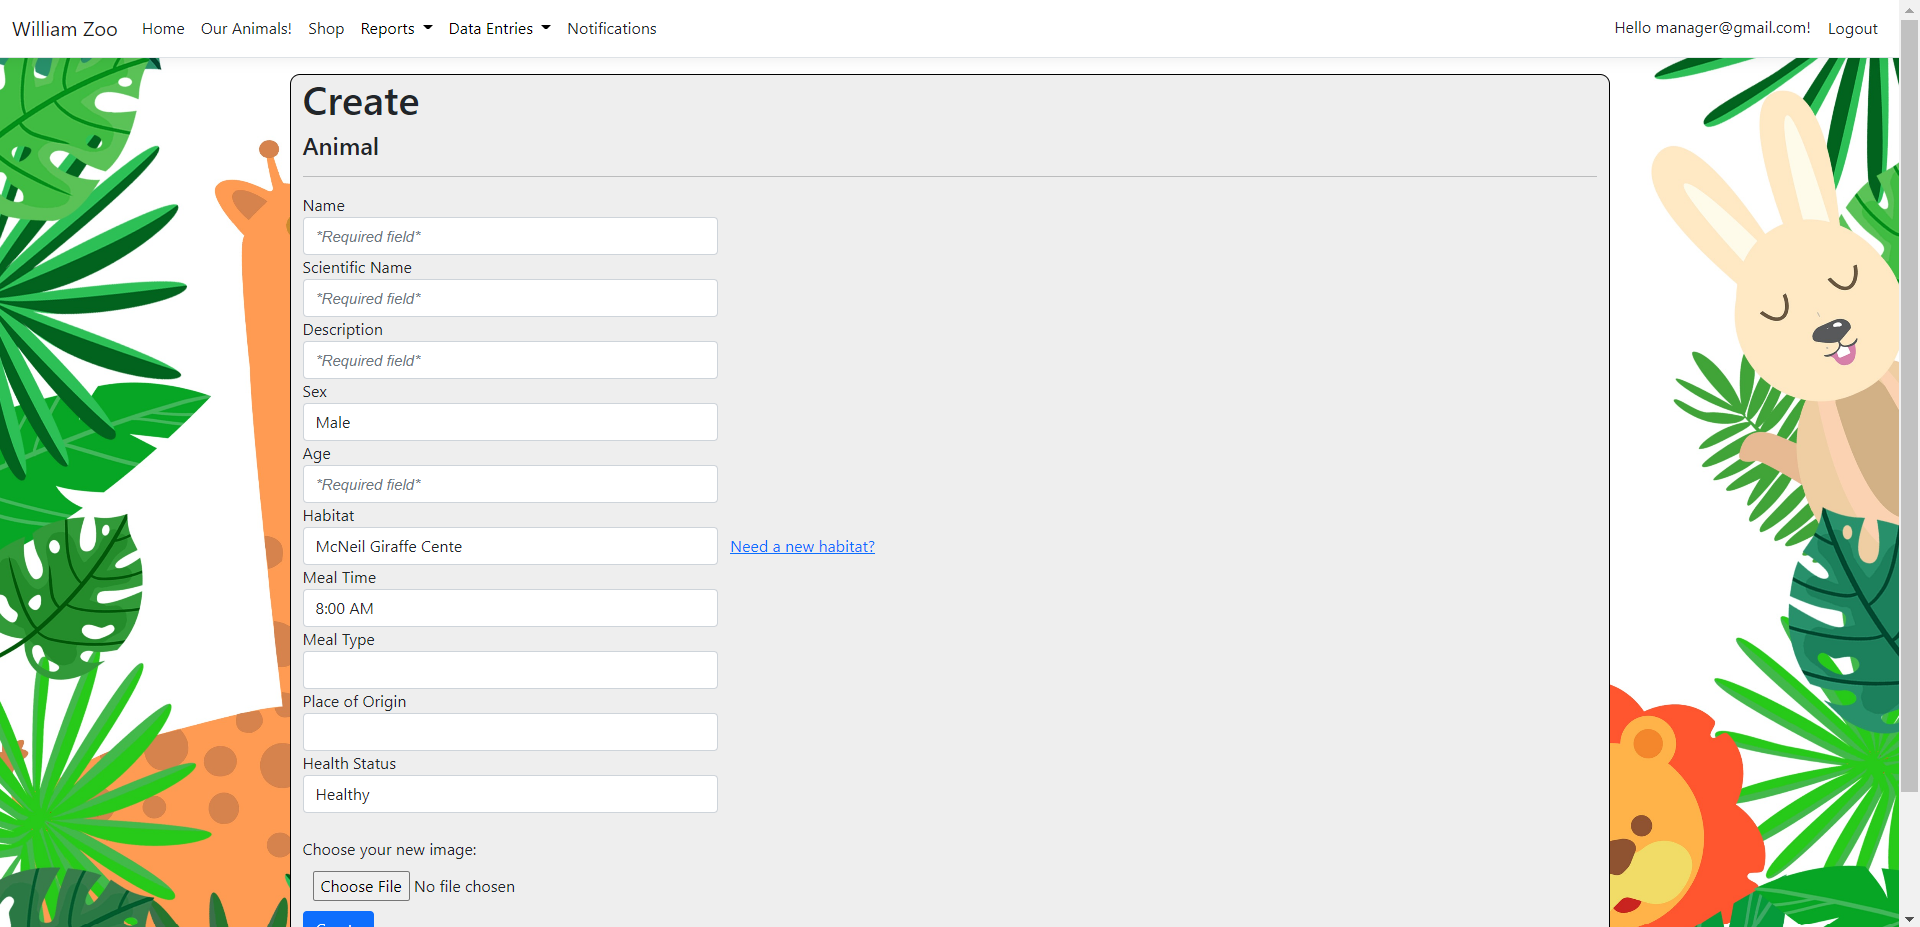 William Zoo Home Our Animals! Shop Reports Data Entries Notifications Hello manager@gmail.com! Logout
Create
Animal
Name
*Required field*
Scientific Name
*Required field*
Description
*Required field*
Sex
Male
Age
*Required field*
Habitat
McNeil Giraffe Cente Need a new habitat?
Meal Time
8:00 AM
Meal Type
Place of Origin
Health Status
Healthy
Choose your new image:
Choose File No file chosen